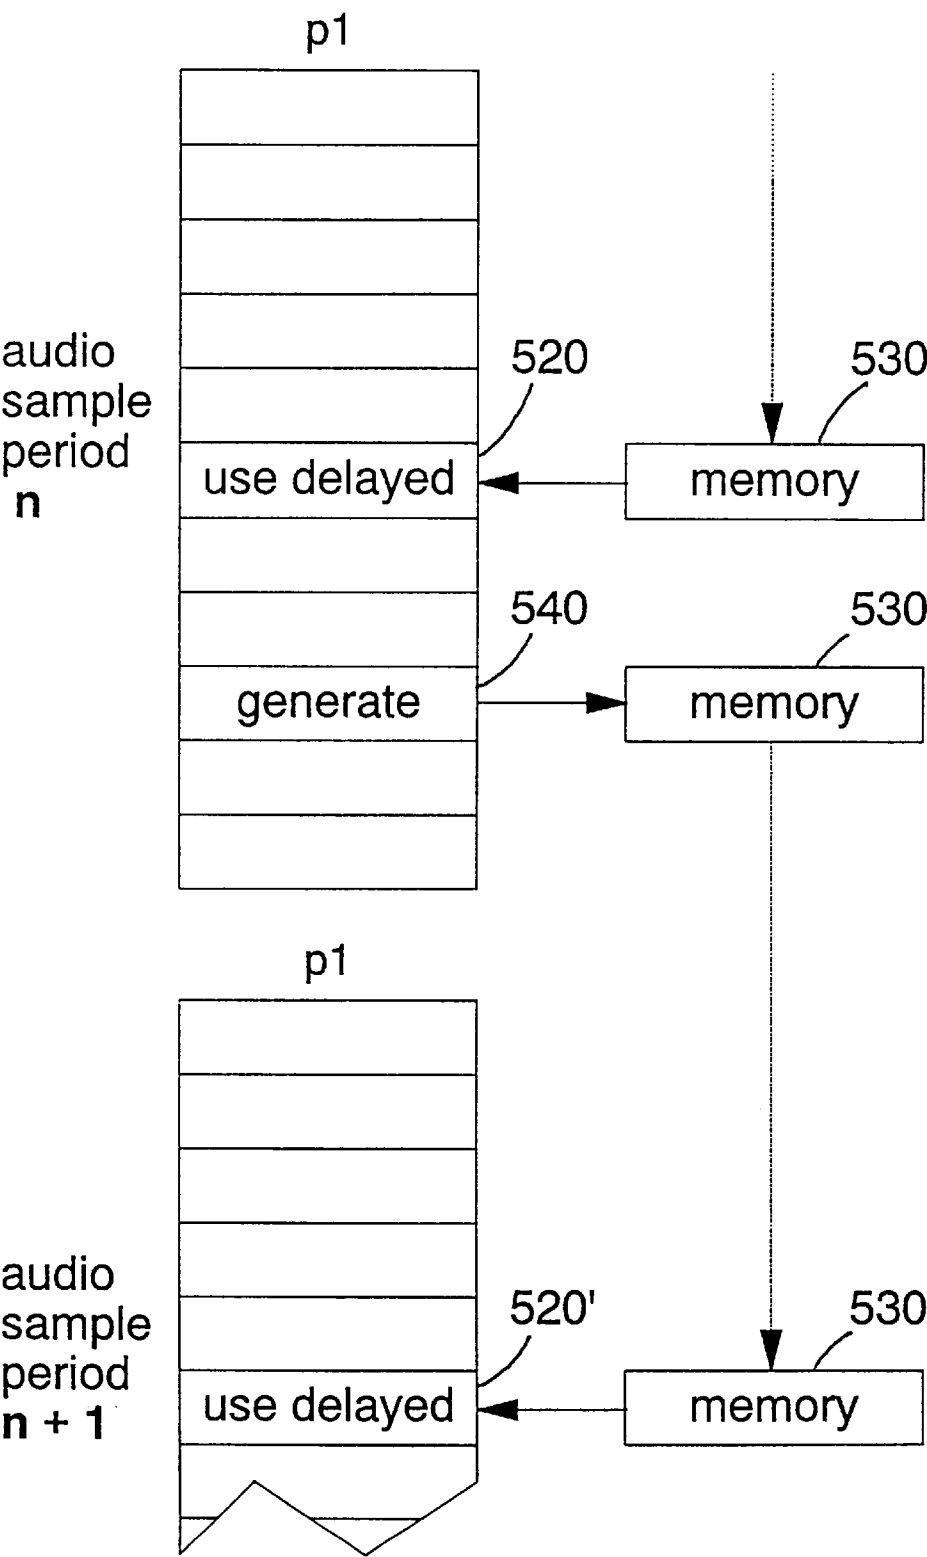 p1
audio
sample
period
n
520
530
use delayed
memory
540
530
generate
memory
p1
audio
sample
period
n + 1
520'
530
use delayed
memory